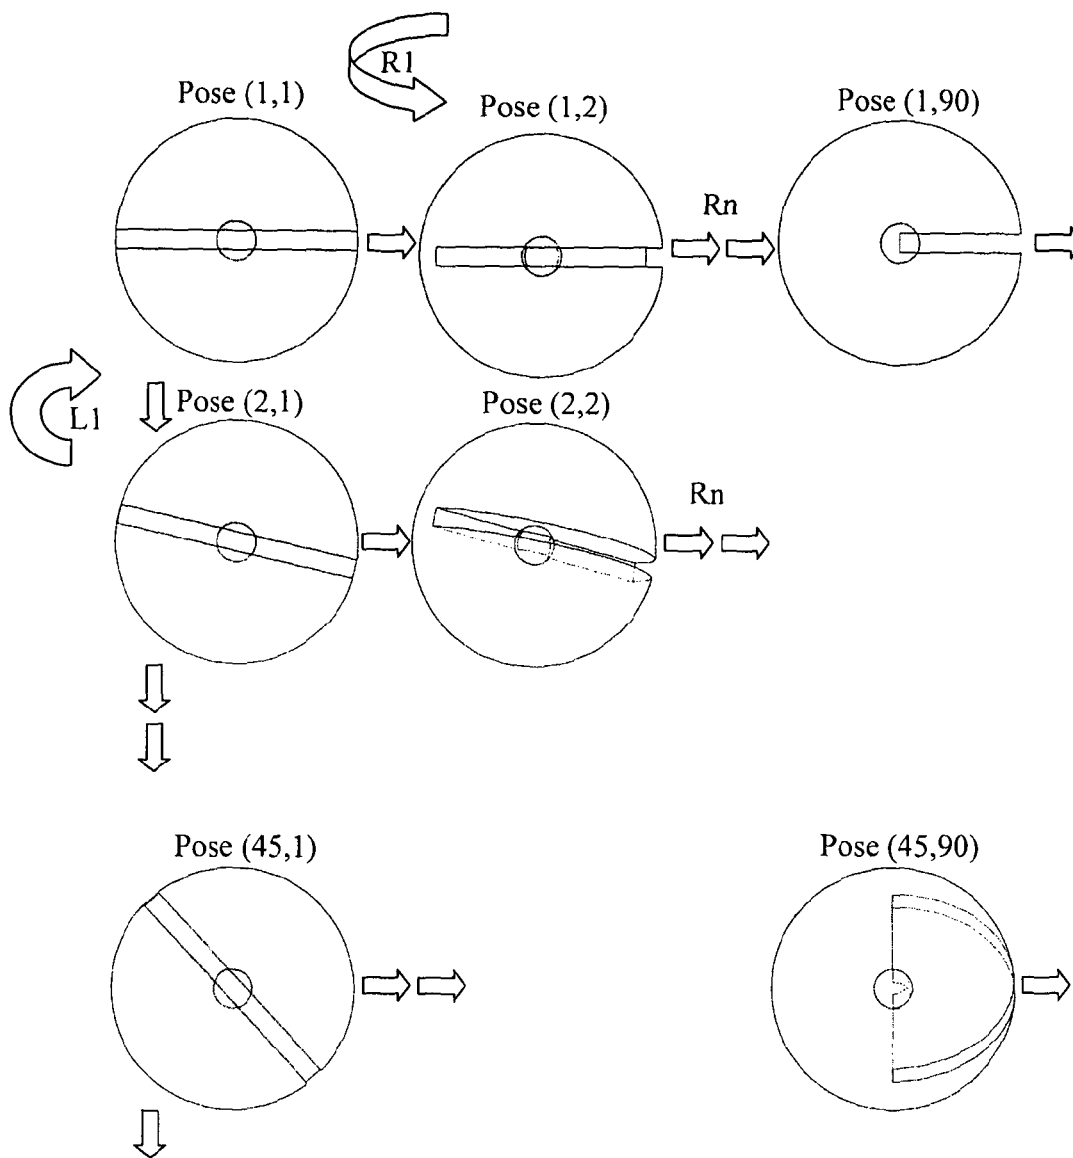 R1
Pose (1,1)
Pose (1,2)
Pose (1,90)
Rn
L1
Pose (2,1)
Pose (2,2)
Rn
Pose (45,1)
Pose (45,90)